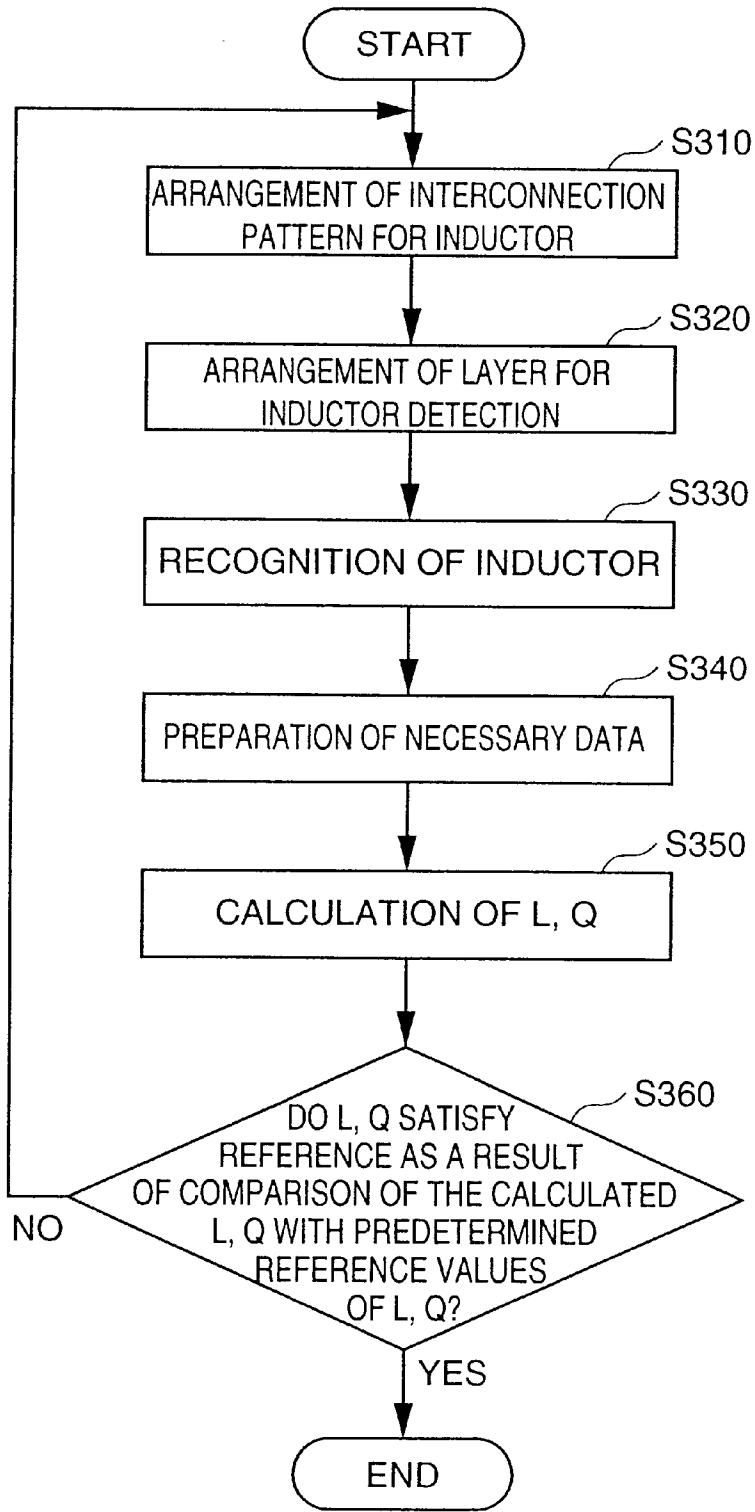 START
S310
ARRANGEMENT OF INTERCONNECTION
PATTERN FOR INDUCTOR
S320
ARRANGEMENT OF LAYER FOR
INDUCTOR DETECTION
S330
RECOGNITION OF INDUCTOR
S340
PREPARATION OF NECESSARY DATA
S350
CALCULATION OF L, Q
S360
DO L, Q SATISFY
REFERENCE AS A RESULT
OF COMPARISON OF THE CALCULATED
L, Q WITH PREDETERMINED
REFERENCE VALUES
OF L, Q?
NO
YES
END